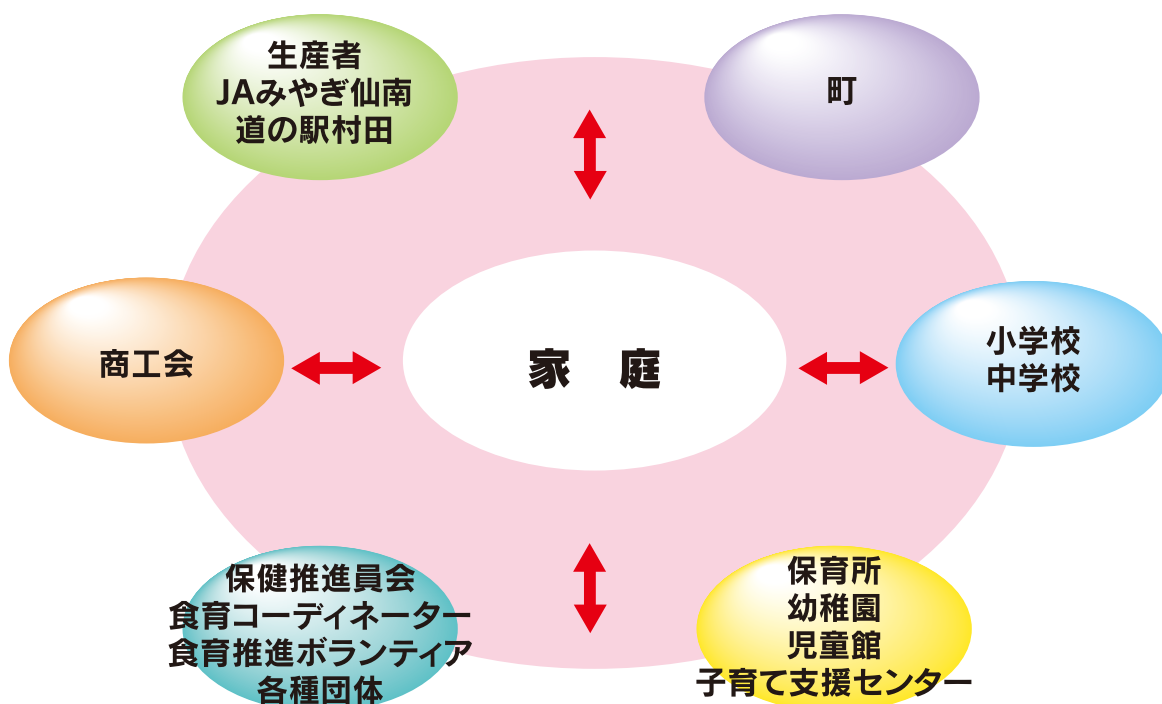 生産者
JAみやぎ仙南
道の駅村田
町
商工会
家　庭
小学校
中学校
保健推進員会
食育コーディネーター
食育推進ボランティア
各種団体
保育所
幼稚園
児童館
子育て支援センター